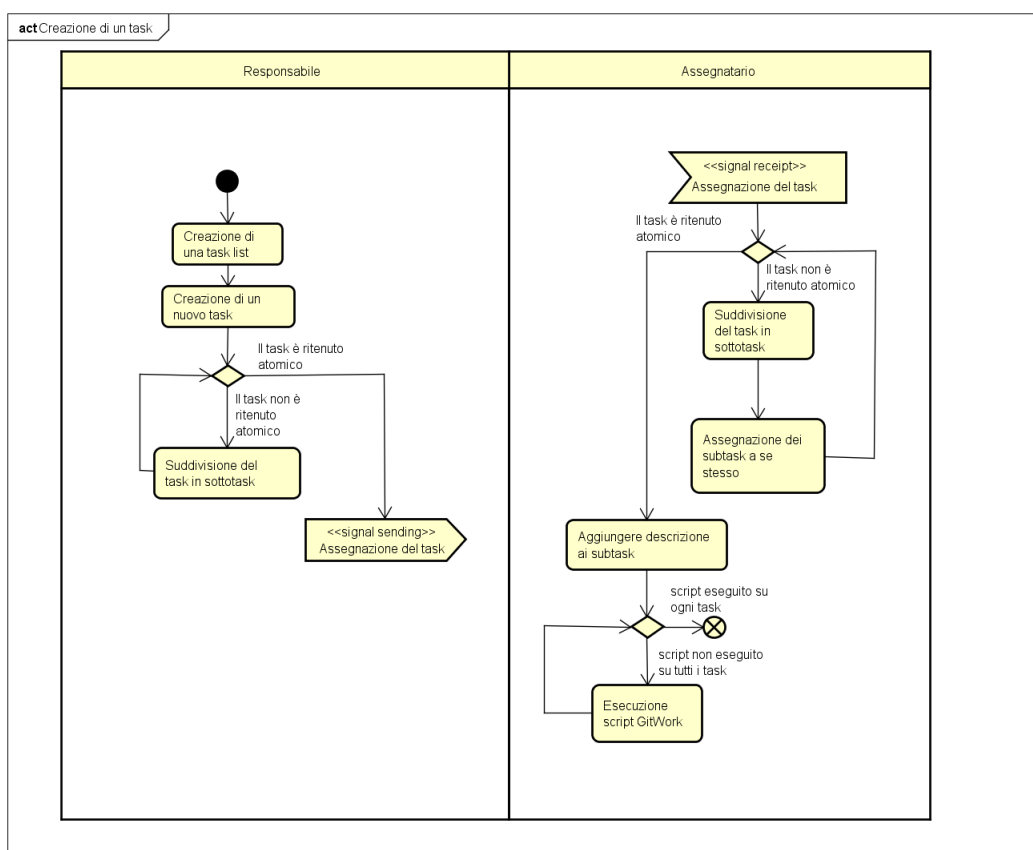 act Creazione di un task
Responsabile
Assegnatario
Creazione di
una task list
Creazione di un
nuovo task
Il task è ritenuto
atomico
Il task non è
ritenuto
atomico
Suddivisione del
task in sottotask
<<signal sending>>
Assegnazione del task
<<signal receipt>>
Assegnazione del task
Il task è ritenuto
atomico
Il task non è
ritenuto atomico
Suddivisione
del task in
sottotask
Assegnazione dei
subtask a se
stesso
Aggiungere descrizione
ai subtask
script eseguito su
ogni task
script non eseguito
su tutti i task
Esecuzione
script GitWork